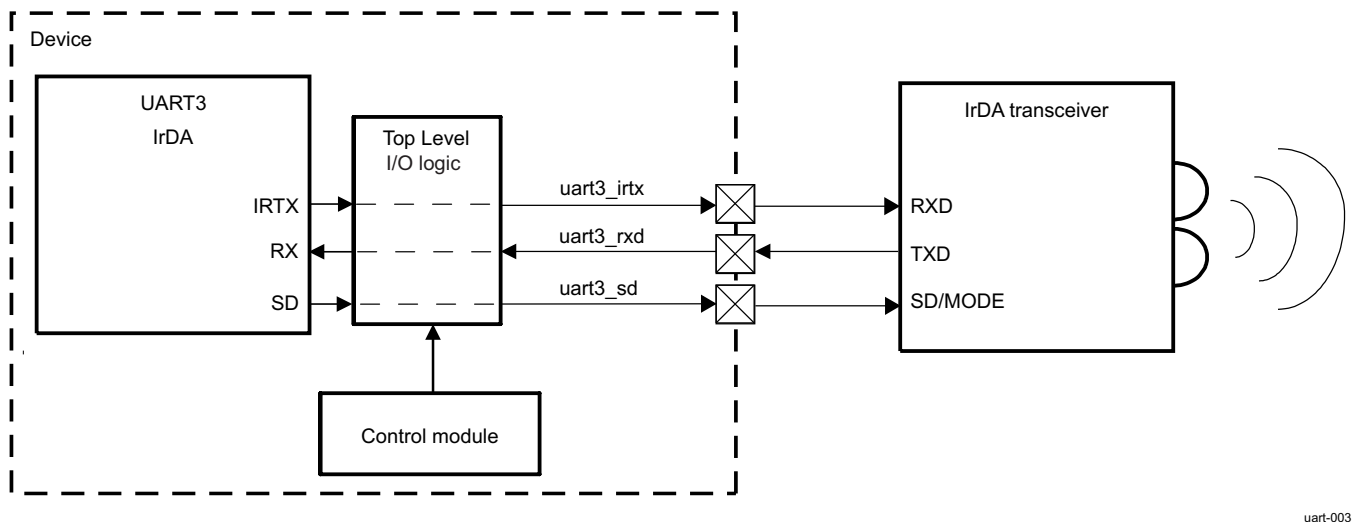 Device
UART3
IrDA
IRTX
RX
SD
Top Level
I/O logic
uart3_irtx
uart3_rxd
uart3_sd
Control module
IrDA transceiver
RXD
TXD
SD/MODE
uart-003